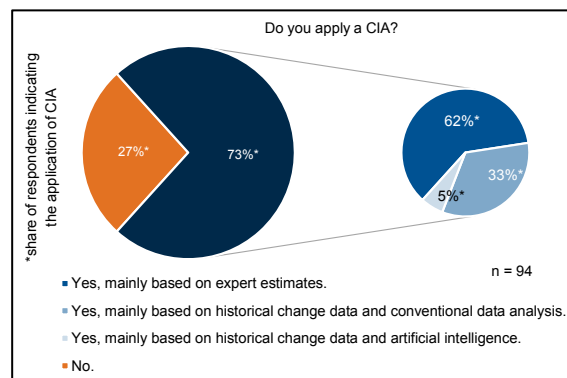 Do you apply a CIA?
*share of respondents indicating
the application of CIA
27%*
73%*
62%*
33%*
5%*
n = 94
Yes, mainly based on expert estimates.
Yes, mainly based on historical change data and conventional data analysis.
Yes, mainly based on historical change data and artificial intelligence.
No.